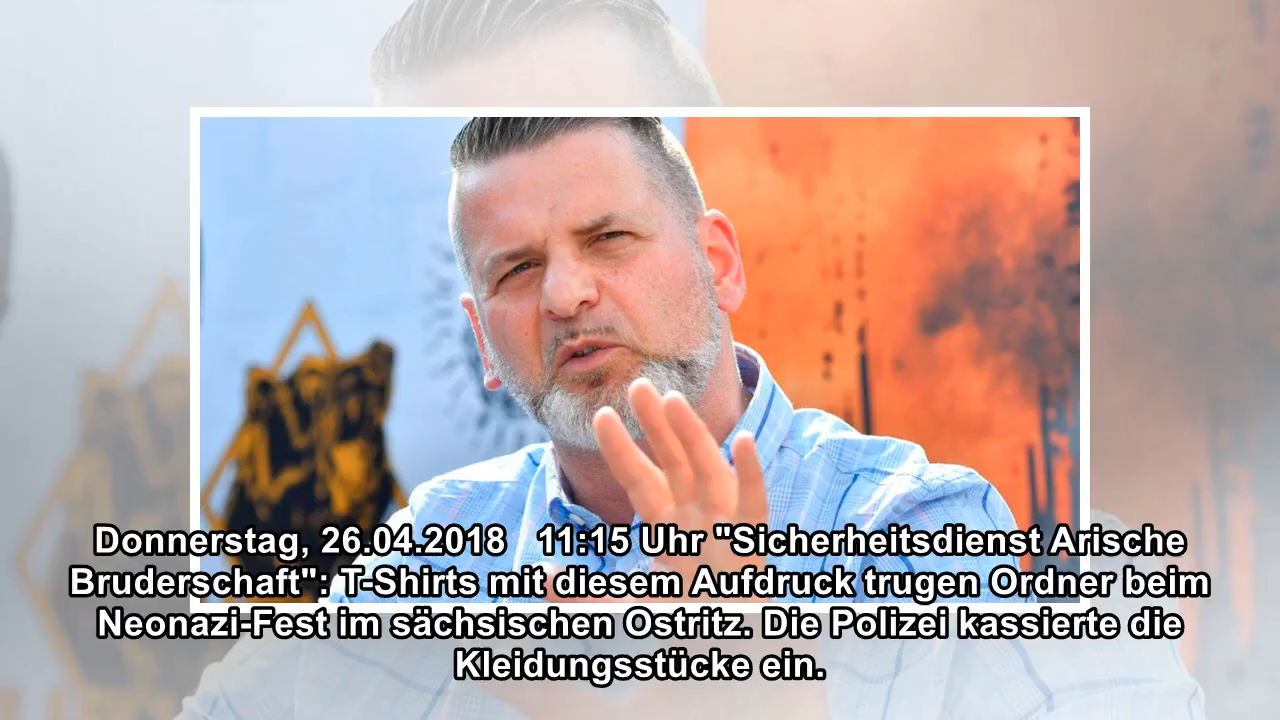 Donnerstag, 26.04.2018   11:15 Uhr "Sicherheitsdienst Arische
Bruderschaft": T-Shirts mit diesem Aufdruck trugen Ordner beim
Neonazi-Fest im sächsischen Ostritz. Die Polizei kassierte die
Kleidungsstücke ein.